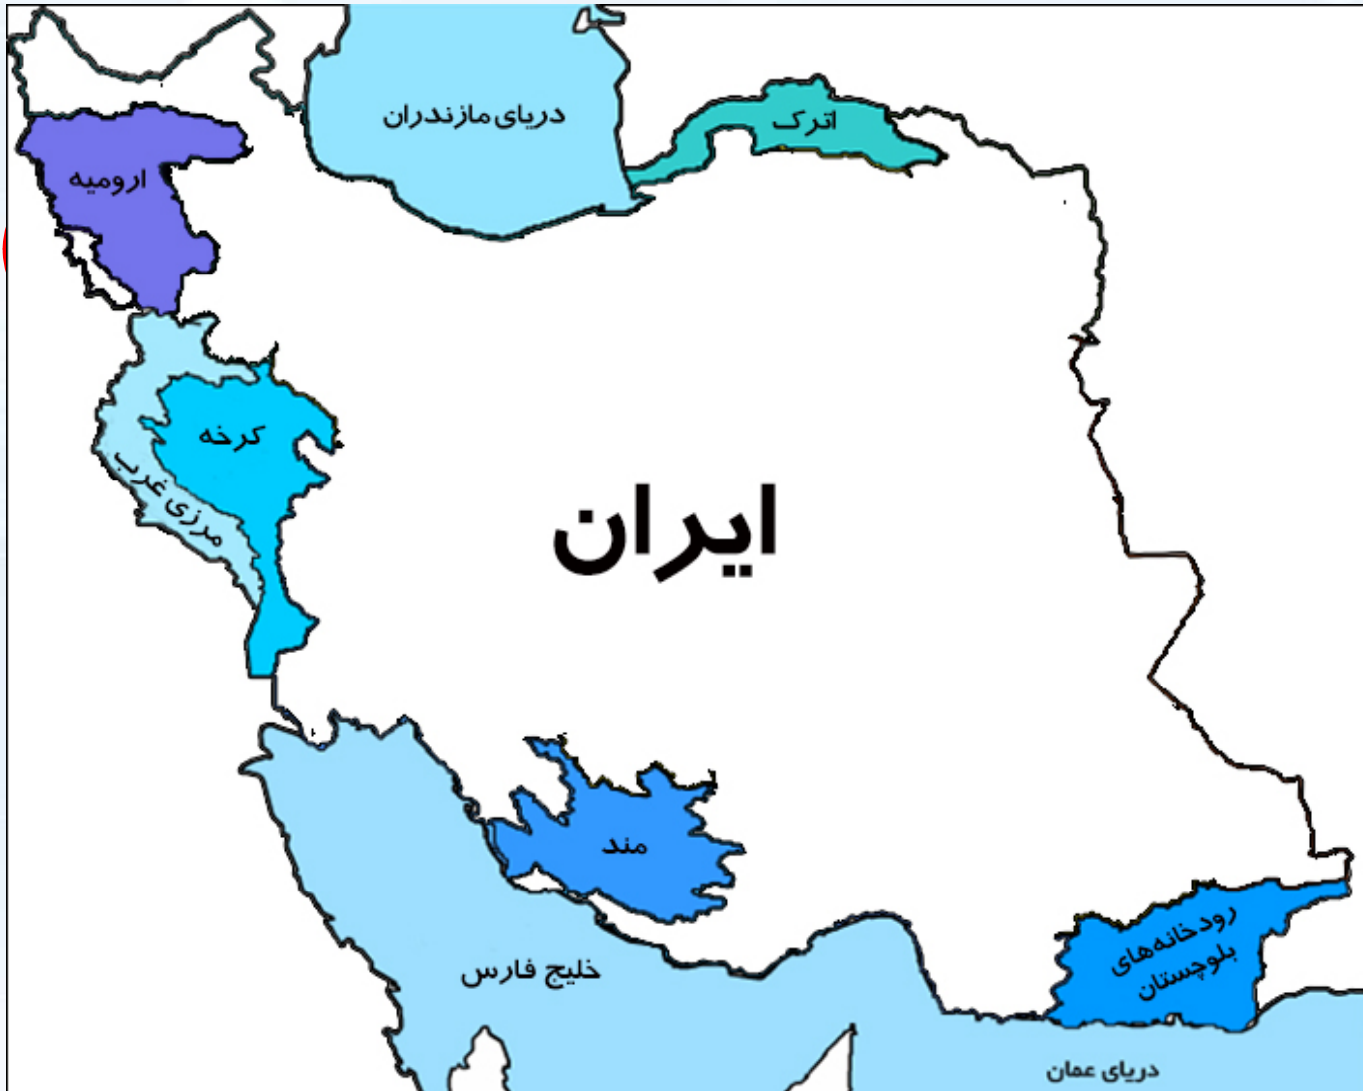 دریای مازندران
اترک
ارومیه
کرخه
مرزی غرب
ایران
مند
رودخانه‌های
بلوچستان
خلیج فارس
دریای عمان